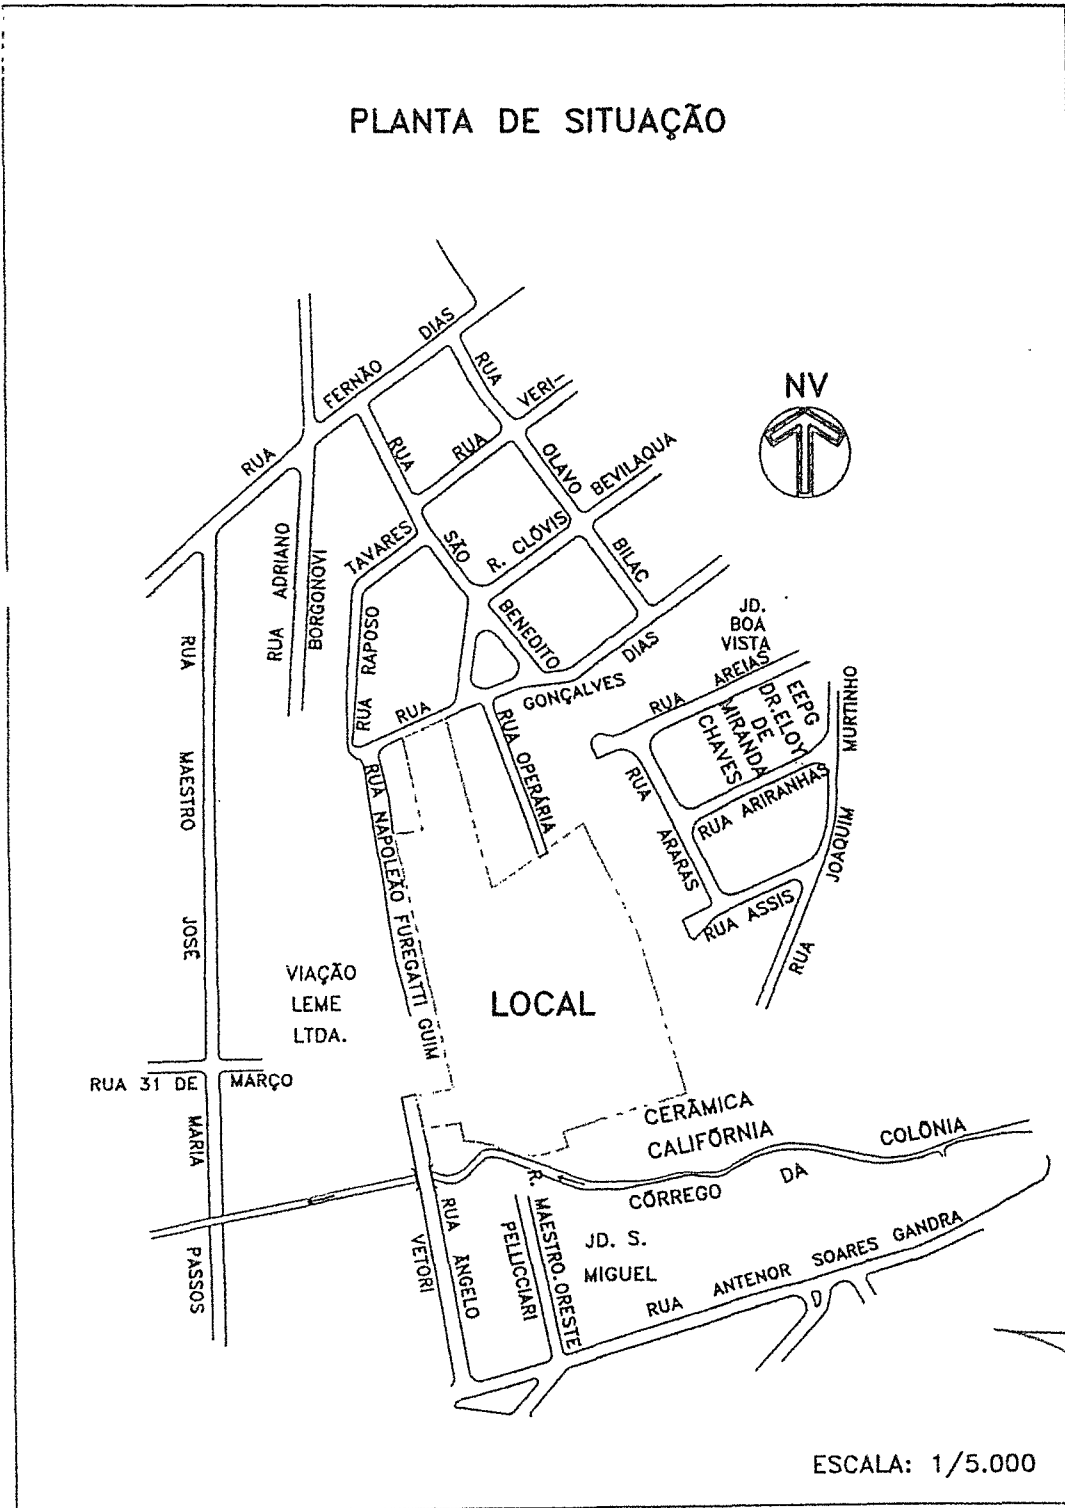 PLANTA DE SITUAÇÃO
NV
RUA FERNÃO DIAS
RUA OLAVO BILAC
RUA VERI-
RUA SÃO BENEDITO
R. CLÓVIS BEVILAQUA
RUA RAPOSO TAVARES
RUA ADRIANO
BORGONOVI
RUA GONÇALVES DIAS
RUA OPERÁRIA
JD.
BOA
VISTA
RUA AREIAS
EEPG
DR.ELOY
DE
MIRANDA
CHAVES
RUA ARIRANHAS
RUA ARARAS
RUA ASSIS
RUA JOAQUIM MURTINHO
RUA MAESTRO JOSÉ MARIA PASSOS
RUA NAPOLEÃO FUREGATTI GUIM
VIAÇÃO
LEME
LTDA.
LOCAL
RUA 31 DE MARÇO
CERÂMICA
CALIFÓRNIA
CÓRREGO DA COLÔNIA
RUA ÂNGELO
VETORI
R. MAESTRO.ORESTE
PELLICCIARI
JD. S.
MIGUEL
RUA ANTENOR SOARES GANDRA
ESCALA: 1/5.000